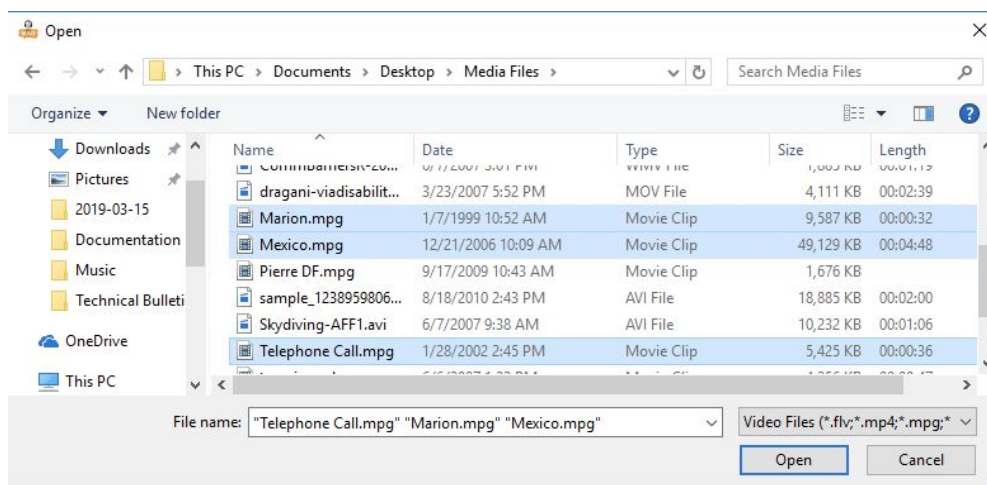 Open
This PC > Documents > Desktop > Media Files >
Search Media Files
Organize
New folder
Name Date Type Size Length
Downloads
Pictures
2019-03-15
Documentation
Music
Technical Bulleti
OneDrive
This PC
dragani-viadisabilit... 3/23/2007 5:52 PM MOV File 4,111 KB 00:02:39
Marion.mpg 1/7/1999 10:52 AM Movie Clip 9,587 KB 00:00:32
Mexico.mpg 12/21/2006 10:09 AM Movie Clip 49,129 KB 00:04:48
Pierre DF.mpg 9/17/2009 10:43 AM Movie Clip 1,676 KB
sample_1238959806... 8/18/2010 2:43 PM AVI File 18,885 KB 00:02:00
Skydiving-AFF1.avi 6/7/2007 9:38 AM AVI File 10,232 KB 00:01:06
Telephone Call.mpg 1/28/2002 2:45 PM Movie Clip 5,425 KB 00:00:36
File name: "Telephone Call.mpg" "Marion.mpg" "Mexico.mpg"
Video Files (*.flv;*.mp4;*.mpg;*
Open
Cancel